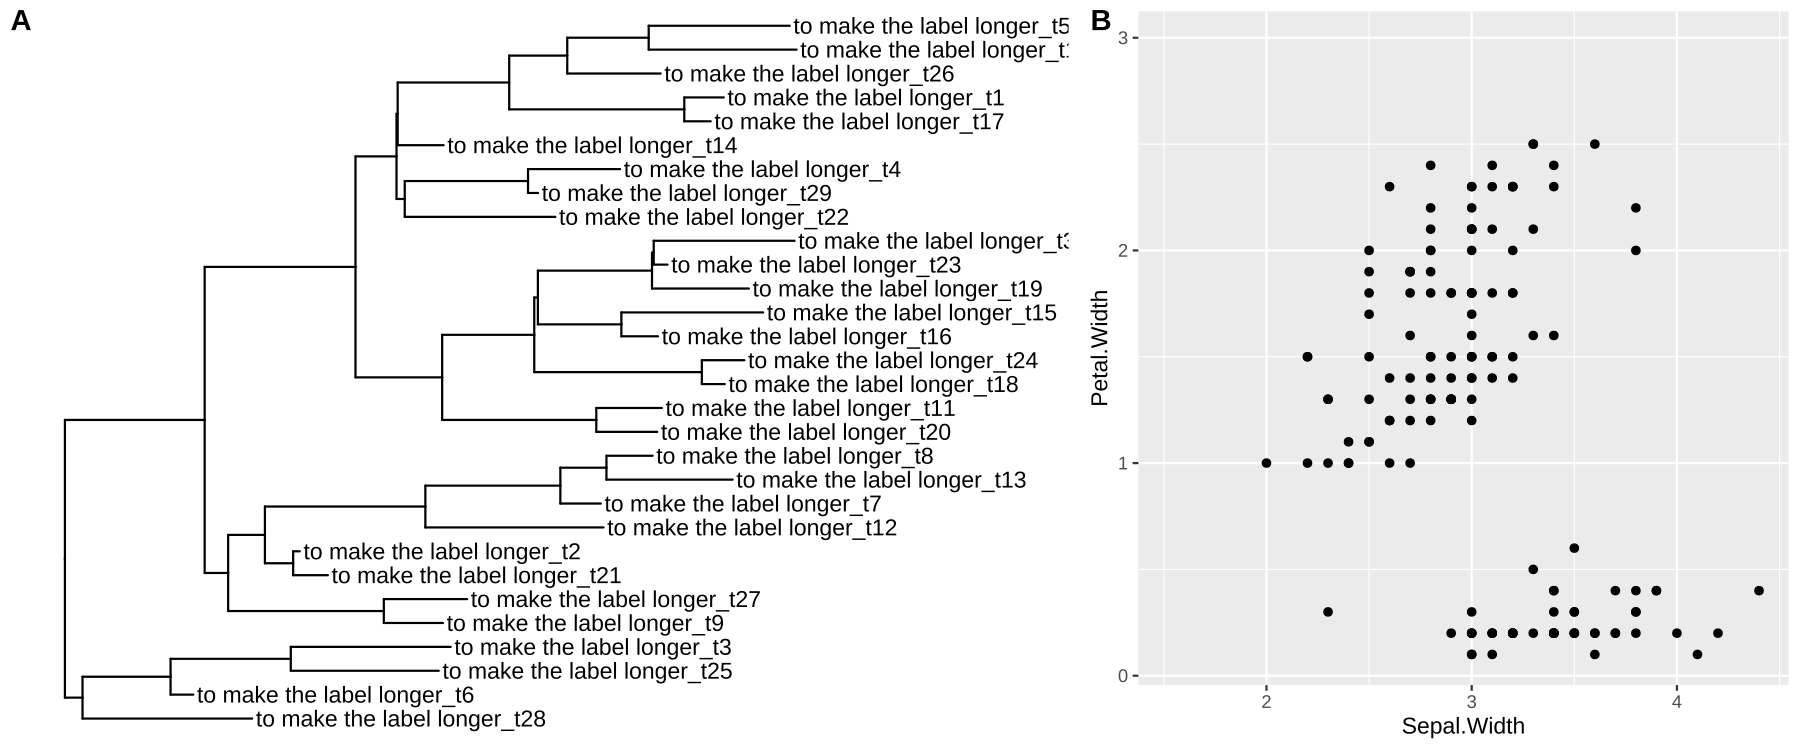 A
to make the label longer_t5
to make the label longer_t
to make the label longer_t26
to make the label longer_t1
to make the label longer_t17
to make the label longer_t14
to make the label longer_t4
to make the label longer_t29
to make the label longer_t22
to make the label longer_t
to make the label longer_t23
to make the label longer_t19
to make the label longer_t15
to make the label longer_t16
to make the label longer_t24
to make the label longer_t18
to make the label longer_t11
to make the label longer_t20
to make the label longer_t8
to make the label longer_t13
to make the label longer_t7
to make the label longer_t12
to make the label longer_t2
to make the label longer_t21
to make the label longer_t27
to make the label longer_t9
to make the label longer_t3
to make the label longer_t25
to make the label longer_t6
to make the label longer_t28
B
Petal.Width
3
2
1
0
2 3 4
Sepal.Width